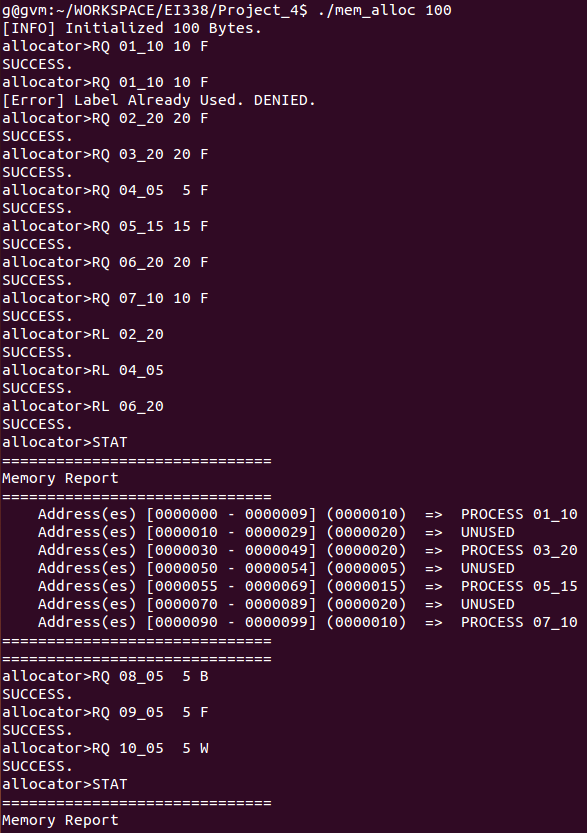 g@gvm:~/WORKSPACE/EI338/Project_4$ ./mem_alloc 100
[INFO] Initialized 100 Bytes.
allocator>RQ 01_10 10 F
SUCCESS.
allocator>RQ 01_10 10 F
[Error] Label Already Used. DENIED.
allocator>RQ 02_20 20 F
SUCCESS.
allocator>RQ 03_20 20 F
SUCCESS.
allocator>RQ 04_05  5 F
SUCCESS.
allocator>RQ 05_15 15 F
SUCCESS.
allocator>RQ 06_20 20 F
SUCCESS.
allocator>RQ 07_10 10 F
SUCCESS.
allocator>RL 02_20
SUCCESS.
allocator>RL 04_05
SUCCESS.
allocator>RL 06_20
SUCCESS.
allocator>STAT
==============================
Memory Report
==============================
    Address(es) [0000000 - 0000009] (0000010)  =>  PROCESS 01_10
    Address(es) [0000010 - 0000029] (0000020)  =>  UNUSED
    Address(es) [0000030 - 0000049] (0000020)  =>  PROCESS 03_20
    Address(es) [0000050 - 0000054] (0000005)  =>  UNUSED
    Address(es) [0000055 - 0000069] (0000015)  =>  PROCESS 05_15
    Address(es) [0000070 - 0000089] (0000020)  =>  UNUSED
    Address(es) [0000090 - 0000099] (0000010)  =>  PROCESS 07_10
==============================
==============================
allocator>RQ 08_05  5 B
SUCCESS.
allocator>RQ 09_05  5 F
SUCCESS.
allocator>RQ 10_05  5 W
SUCCESS.
allocator>STAT
==============================
Memory Report